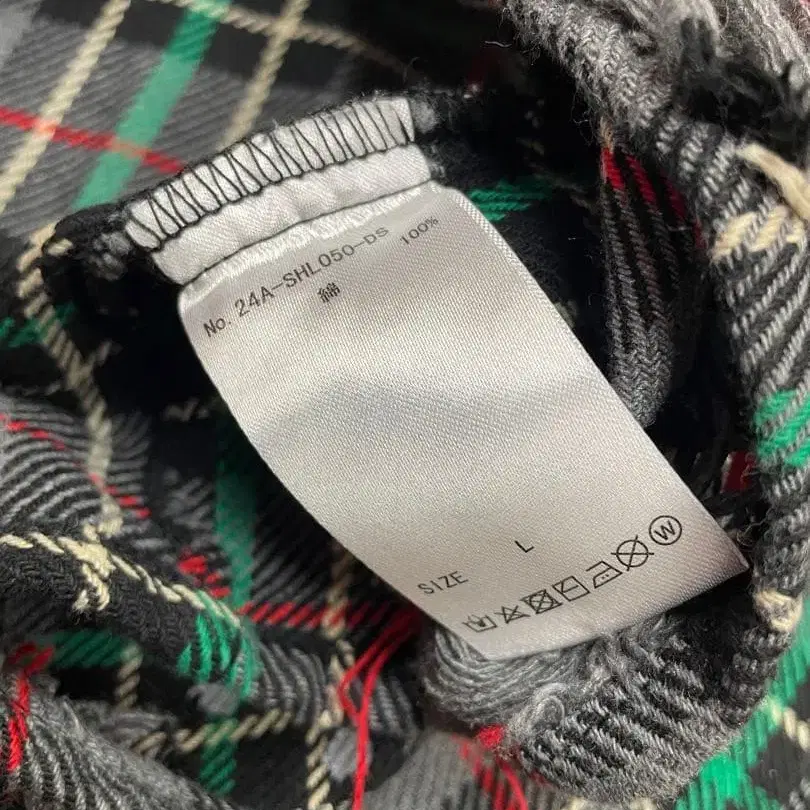 No. 24A-SHL050-DS
綿 100%
SIZE L
W